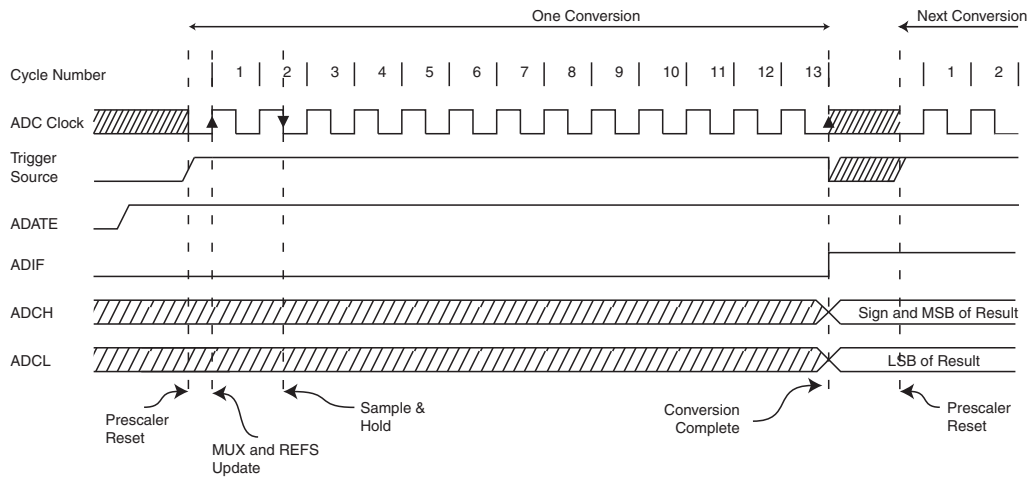 One Conversion
Next Conversion
Cycle Number
1 2 3 4 5 6 7 8 9 10 11 12 13 1 2
ADC Clock
Trigger
Source
ADATE
ADIF
ADCH
Sign and MSB of Result
ADCL
LSB of Result
Prescaler
Reset
MUX and REFS
Update
Sample &
Hold
Conversion
Complete
Prescaler
Reset